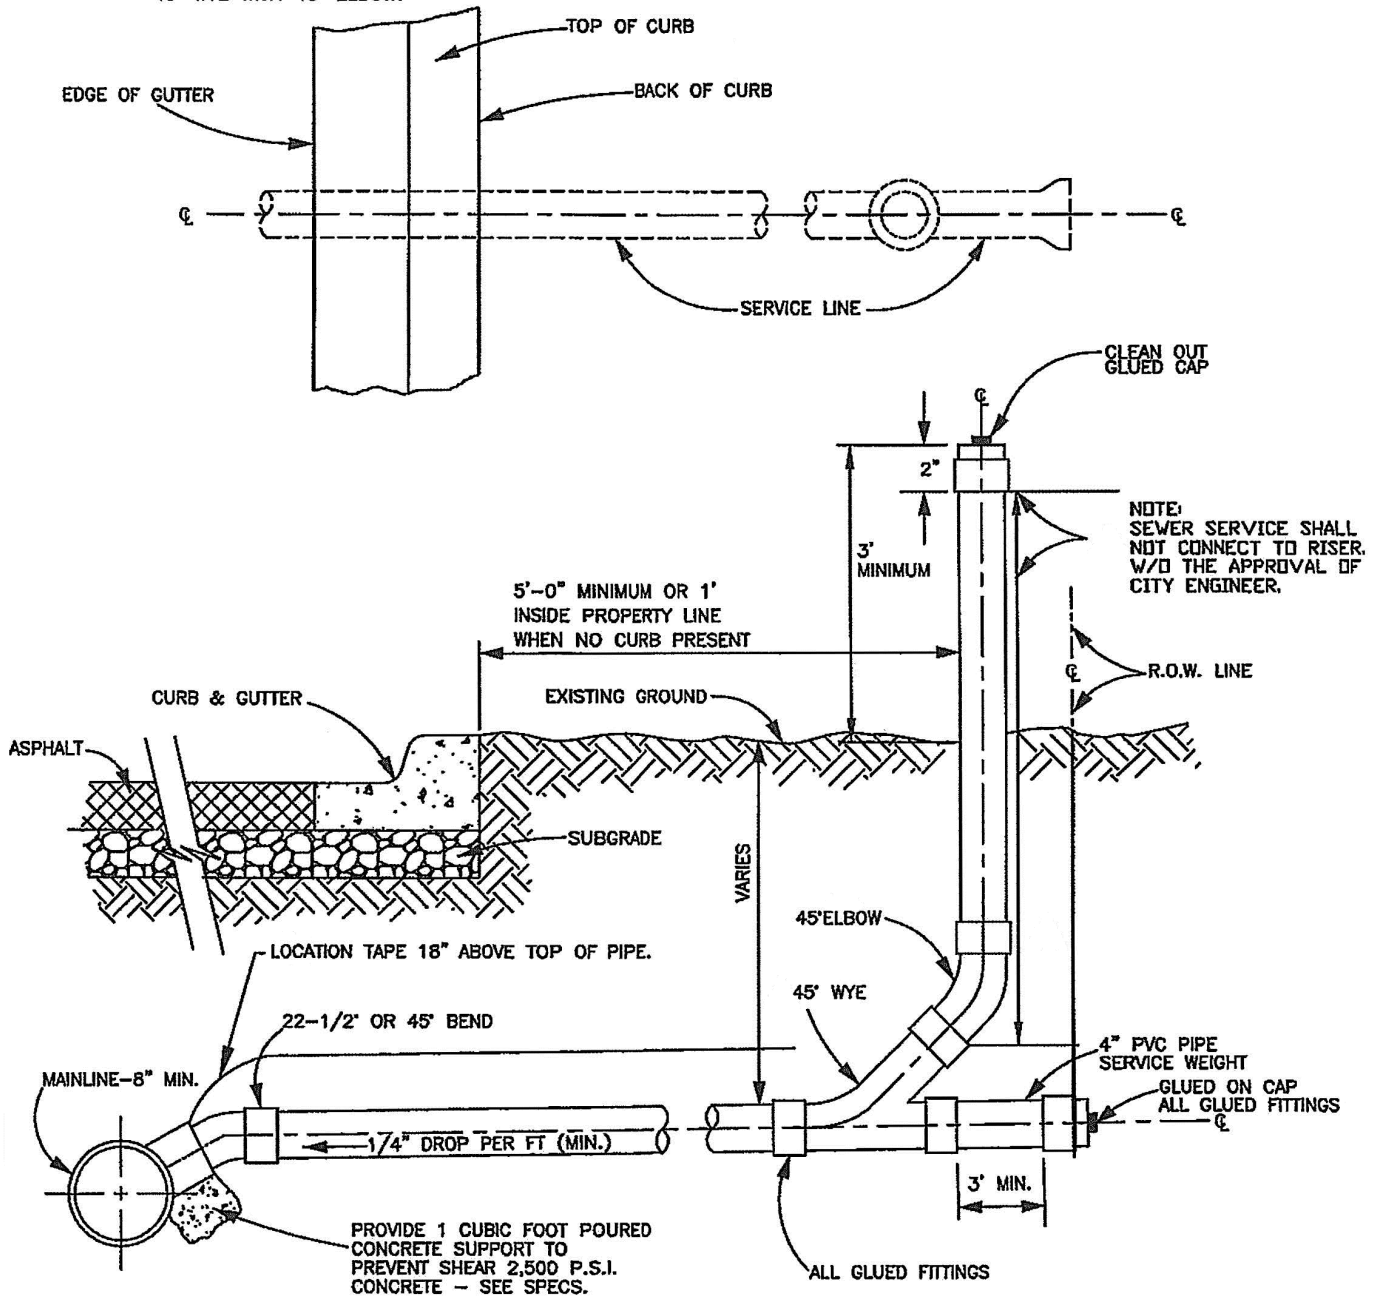 TOP OF CURB
EDGE OF GUTTER
BACK OF CURB
℄
℄
SERVICE LINE
CLEAN OUT
GLUED CAP
℄
2"
3'
MINIMUM
NOTE:
SEWER SERVICE SHALL
NOT CONNECT TO RISER.
W/O THE APPROVAL OF
CITY ENGINEER.
5'-0" MINIMUM OR 1'
INSIDE PROPERTY LINE
WHEN NO CURB PRESENT
℄
R.O.W. LINE
CURB & GUTTER
EXISTING GROUND
ASPHALT
SUBGRADE
VARIES
45°ELBOW
LOCATION TAPE 18" ABOVE TOP OF PIPE.
45° WYE
22-1/2° OR 45° BEND
4" PVC PIPE
SERVICE WEIGHT
MAINLINE-8" MIN.
GLUED ON CAP
ALL GLUED FITTINGS
℄
1/4" DROP PER FT (MIN.)
3' MIN.
PROVIDE 1 CUBIC FOOT POURED
CONCRETE SUPPORT TO
PREVENT SHEAR 2,500 P.S.I.
CONCRETE - SEE SPECS.
ALL GLUED FITTINGS